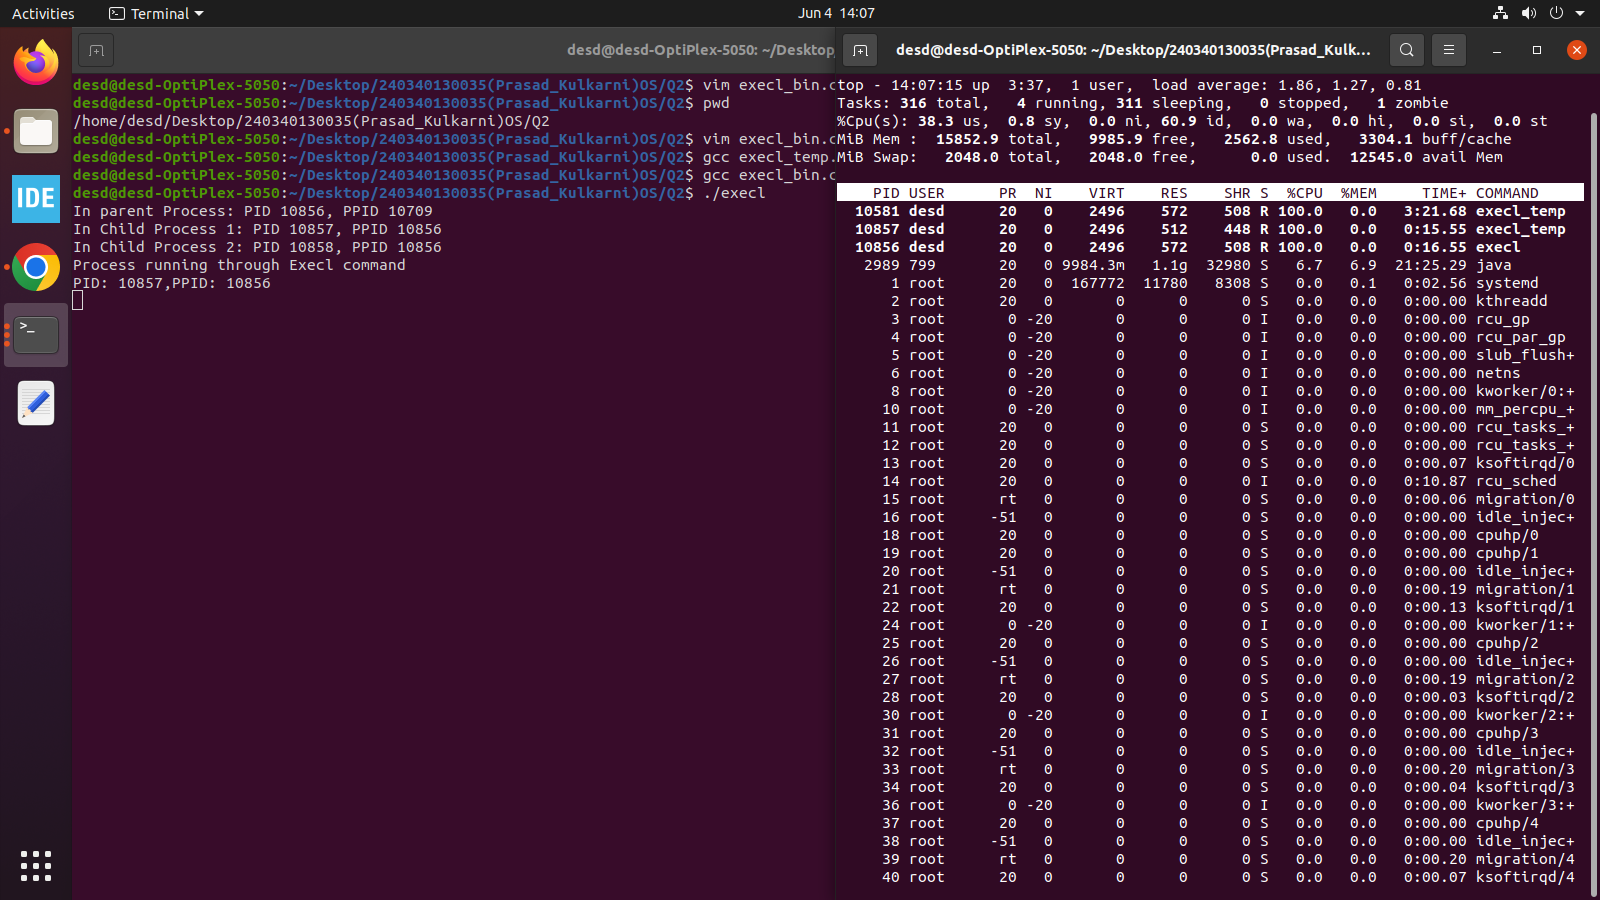 Activities
Terminal
Jun 4 14:07
desd@desd-OptiPlex-5050: ~/Desktop
desd@desd-OptiPlex-5050:~/Desktop/240340130035(Prasad_Kulkarni)OS/Q2$ vim execl_bin.c
desd@desd-OptiPlex-5050:~/Desktop/240340130035(Prasad_Kulkarni)OS/Q2$ pwd
/home/desd/Desktop/240340130035(Prasad_Kulkarni)OS/Q2
desd@desd-OptiPlex-5050:~/Desktop/240340130035(Prasad_Kulkarni)OS/Q2$ vim execl_bin.c
desd@desd-OptiPlex-5050:~/Desktop/240340130035(Prasad_Kulkarni)OS/Q2$ gcc execl_temp.
desd@desd-OptiPlex-5050:~/Desktop/240340130035(Prasad_Kulkarni)OS/Q2$ gcc execl_bin.c
desd@desd-OptiPlex-5050:~/Desktop/240340130035(Prasad_Kulkarni)OS/Q2$ ./execl
In parent Process: PID 10856, PPID 10709
In Child Process 1: PID 10857, PPID 10856
In Child Process 2: PID 10858, PPID 10856
Process running through Execl command
PID: 10857,PPID: 10856
IDE
>_
desd@desd-OptiPlex-5050: ~/Desktop/240340130035(Prasad_Kulk...
top - 14:07:15 up  3:37,  1 user,  load average: 1.86, 1.27, 0.81
Tasks: 316 total,   4 running, 311 sleeping,   0 stopped,   1 zombie
%Cpu(s): 38.3 us,  0.8 sy,  0.0 ni, 60.9 id,  0.0 wa,  0.0 hi,  0.0 si,  0.0 st
MiB Mem :  15852.9 total,   9985.9 free,   2562.8 used,   3304.1 buff/cache
MiB Swap:   2048.0 total,   2048.0 free,      0.0 used.  12545.0 avail Mem
PID USER PR NI VIRT RES SHR S %CPU %MEM TIME+ COMMAND
10581 desd 20 0 2496 572 508 R 100.0 0.0 3:21.68 execl_temp
10857 desd 20 0 2496 512 448 R 100.0 0.0 0:15.55 execl_temp
10856 desd 20 0 2496 572 508 R 100.0 0.0 0:16.55 execl
2989 799 20 0 9984.3m 1.1g 32980 S 6.7 6.9 21:25.29 java
1 root 20 0 167772 11780 8308 S 0.0 0.1 0:02.56 systemd
2 root 20 0 0 0 0 S 0.0 0.0 0:00.00 kthreadd
3 root 0 -20 0 0 0 I 0.0 0.0 0:00.00 rcu_gp
4 root 0 -20 0 0 0 I 0.0 0.0 0:00.00 rcu_par_gp
5 root 0 -20 0 0 0 I 0.0 0.0 0:00.00 slub_flush+
6 root 0 -20 0 0 0 I 0.0 0.0 0:00.00 netns
8 root 0 -20 0 0 0 I 0.0 0.0 0:00.00 kworker/0:+
10 root 0 -20 0 0 0 I 0.0 0.0 0:00.00 mm_percpu_+
11 root 20 0 0 0 0 S 0.0 0.0 0:00.00 rcu_tasks_+
12 root 20 0 0 0 0 S 0.0 0.0 0:00.00 rcu_tasks_+
13 root 20 0 0 0 0 S 0.0 0.0 0:00.07 ksoftirqd/0
14 root 20 0 0 0 0 I 0.0 0.0 0:10.87 rcu_sched
15 root rt 0 0 0 0 S 0.0 0.0 0:00.06 migration/0
16 root -51 0 0 0 0 S 0.0 0.0 0:00.00 idle_injec+
18 root 20 0 0 0 0 S 0.0 0.0 0:00.00 cpuhp/0
19 root 20 0 0 0 0 S 0.0 0.0 0:00.00 cpuhp/1
20 root -51 0 0 0 0 S 0.0 0.0 0:00.00 idle_injec+
21 root rt 0 0 0 0 S 0.0 0.0 0:00.19 migration/1
22 root 20 0 0 0 0 S 0.0 0.0 0:00.13 ksoftirqd/1
24 root 0 -20 0 0 0 I 0.0 0.0 0:00.00 kworker/1:+
25 root 20 0 0 0 0 S 0.0 0.0 0:00.00 cpuhp/2
26 root -51 0 0 0 0 S 0.0 0.0 0:00.00 idle_injec+
27 root rt 0 0 0 0 S 0.0 0.0 0:00.19 migration/2
28 root 20 0 0 0 0 S 0.0 0.0 0:00.03 ksoftirqd/2
30 root 0 -20 0 0 0 I 0.0 0.0 0:00.00 kworker/2:+
31 root 20 0 0 0 0 S 0.0 0.0 0:00.00 cpuhp/3
32 root -51 0 0 0 0 S 0.0 0.0 0:00.00 idle_injec+
33 root rt 0 0 0 0 S 0.0 0.0 0:00.20 migration/3
34 root 20 0 0 0 0 S 0.0 0.0 0:00.04 ksoftirqd/3
36 root 0 -20 0 0 0 I 0.0 0.0 0:00.00 kworker/3:+
37 root 20 0 0 0 0 S 0.0 0.0 0:00.00 cpuhp/4
38 root -51 0 0 0 0 S 0.0 0.0 0:00.00 idle_injec+
39 root rt 0 0 0 0 S 0.0 0.0 0:00.20 migration/4
40 root 20 0 0 0 0 S 0.0 0.0 0:00.07 ksoftirqd/4